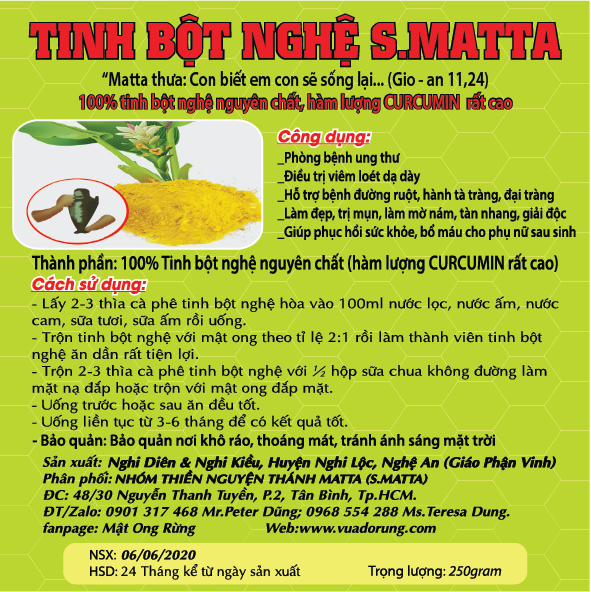 TINH BỘT NGHỆ S.MATTA
“Matta thưa: Con biết em con sẽ sống lại... (Gio - an 11,24)
100% tinh bột nghệ nguyên chất, hàm lượng CURCUMIN rất cao
Công dụng:
_Phòng bệnh ung thư
_Điều trị viêm loét dạ dày
_Hỗ trợ bệnh đường ruột, hành tà tràng, đại tràng
_Làm đẹp, trị mụn, làm mờ nám, tàn nhang, giải độc
_Giúp phục hồi sức khỏe, bổ máu cho phụ nữ sau sinh
Thành phần: 100% Tinh bột nghệ nguyên chất (hàm lượng CURCUMIN rất cao)
Cách sử dụng:
- Lấy 2-3 thìa cà phê tinh bột nghệ hòa vào 100ml nước lọc, nước ấm, nước
cam, sữa tươi, sữa ấm rồi uống.
- Trộn tinh bột nghệ với mật ong theo tỉ lệ 2:1 rồi làm thành viên tinh bột
nghệ ăn dần rất tiện lợi.
- Trộn 2-3 thìa cà phê tinh bột nghệ với ½ hộp sữa chua không đường làm
mặt nạ đắp hoặc trộn với mật ong đắp mặt.
- Uống trước hoặc sau ăn đều tốt.
- Uống liền tục từ 3-6 tháng để có kết quả tốt.
- Bảo quản: Bảo quản nơi khô ráo, thoáng mát, tránh ánh sáng mặt trời
Sản xuất: Nghi Diên & Nghi Kiều, Huyện Nghi Lộc, Nghệ An (Giáo Phận Vinh)
Phân phối: NHÓM THIỀN NGUYỆN THÁNH MATTA (S.MATTA)
ĐC: 48/30 Nguyễn Thanh Tuyền, P.2, Tân Bình, Tp.HCM.
ĐT/Zalo: 0901 317 468 Mr.Peter Dũng; 0968 554 288 Ms.Teresa Dung.
fanpage: Mật Ong Rừng Web:www.vuadorung.com
NSX: 06/06/2020
HSD: 24 Tháng kể từ ngày sản xuất Trọng lượng: 250gram